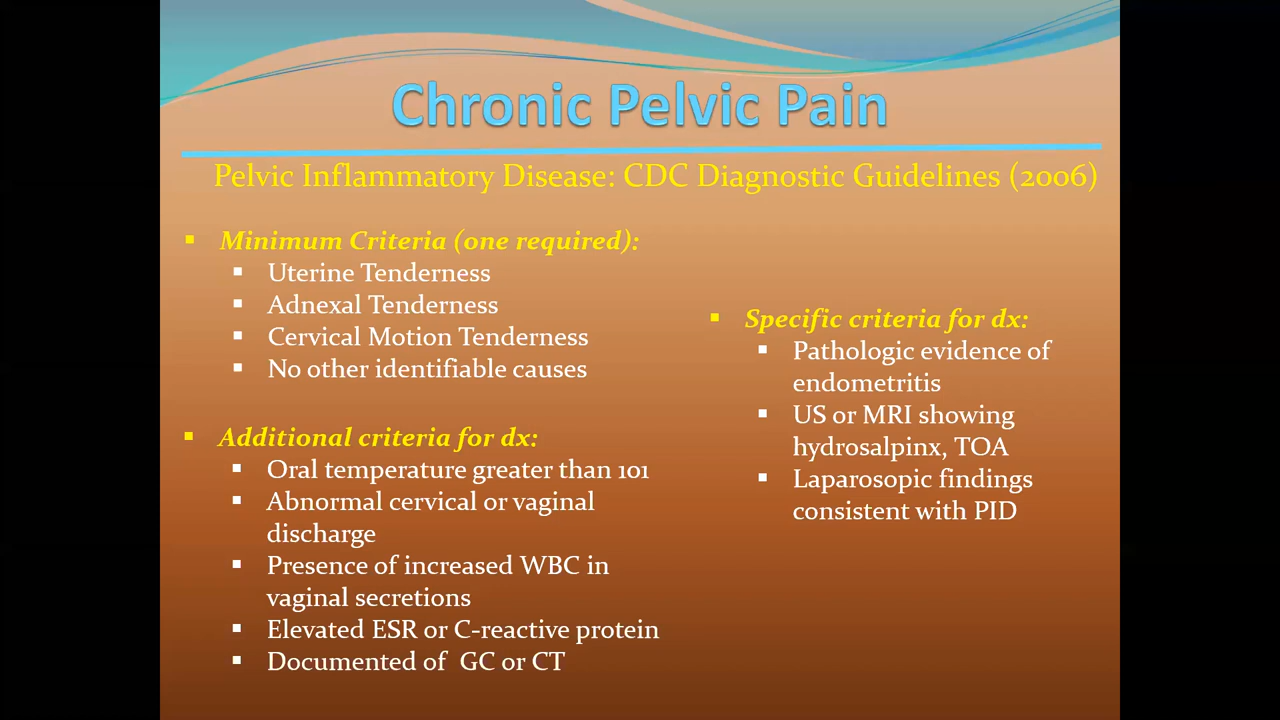 Chronic Pelvic Pain
Pelvic Inflammatory Disease: CDC Diagnostic Guidelines (2006)
Minimum Criteria (one required):
Uterine Tenderness
Adnexal Tenderness
Cervical Motion Tenderness
No other identifiable causes
Additional criteria for dx:
Oral temperature greater than 101
Abnormal cervical or vaginal
discharge
Presence of increased WBC in
vaginal secretions
Elevated ESR or C-reactive protein
Documented of GC or CT
Specific criteria for dx:
Pathologic evidence of
endometritis
US or MRI showing
hydrosalpinx, TOA
Laparosopic findings
consistent with PID